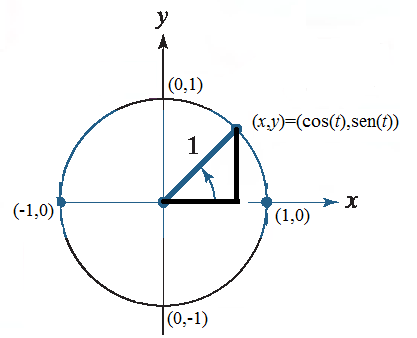 y
(0,1)
(x,y)=(cos(t),sen(t))
1
x
(-1,0)
(1,0)
(0,-1)